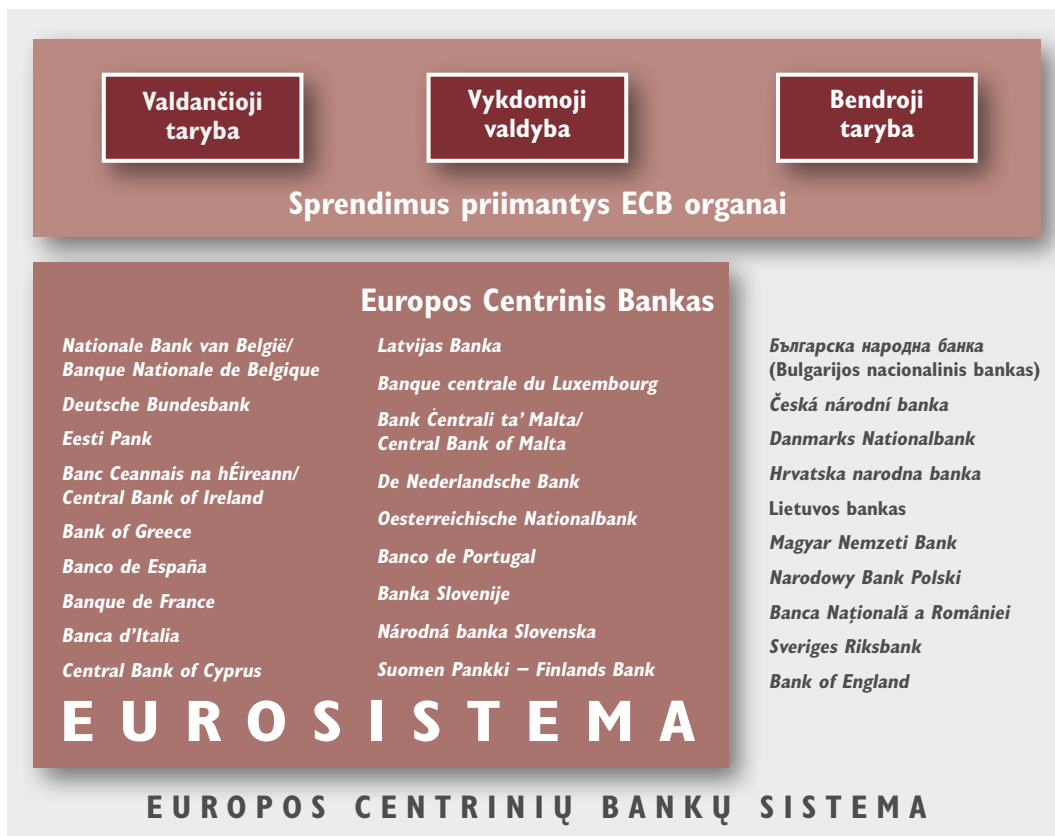 Valdančioji
taryba
Vykdomoji
valdyba
Bendroji
taryba
Sprendimus priimantys ECB organai
Europos Centrinis Bankas
Nationale Bank van België/
Banque Nationale de Belgique
Deutsche Bundesbank
Eesti Pank
Banc Ceannais na hÉireann/
Central Bank of Ireland
Bank of Greece
Banco de España
Banque de France
Banca d’Italia
Central Bank of Cyprus
Latvijas Banka
Banque centrale du Luxembourg
Bank Ċentrali ta’ Malta/
Central Bank of Malta
De Nederlandsche Bank
Oesterreichische Nationalbank
Banco de Portugal
Banka Slovenije
Národná banka Slovenska
Suomen Pankki – Finlands Bank
EUROSISTEMA
Българска народна банка
(Bulgarijos nacionalinis bankas)
Česká národní banka
Danmarks Nationalbank
Hrvatska narodna banka
Lietuvos bankas
Magyar Nemzeti Bank
Narodowy Bank Polski
Banca Națională a României
Sveriges Riksbank
Bank of England
EUROPOS CENTRINIŲ BANKŲ SISTEMA